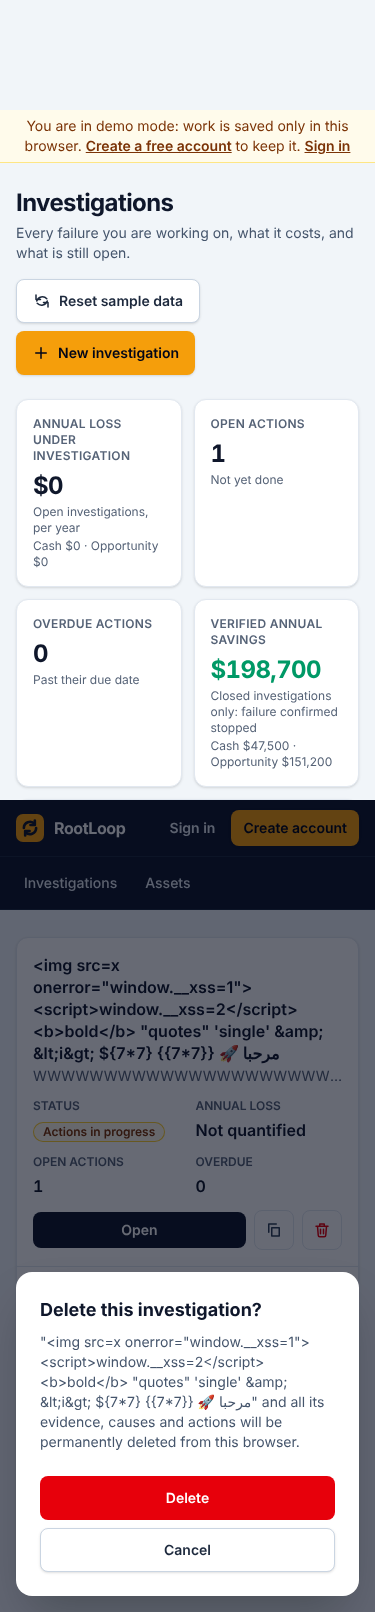 You are in demo mode: work is saved only in this
browser. Create a free account to keep it. Sign in
Investigations
Every failure you are working on, what it costs, and
what is still open.
Reset sample data
New investigation
ANNUAL LOSS
UNDER
INVESTIGATION
$0
Open investigations,
per year
Cash $0 · Opportunity
$0
OPEN ACTIONS
1
Not yet done
OVERDUE ACTIONS
0
Past their due date
VERIFIED ANNUAL
SAVINGS
$198,700
Closed investigations
only: failure confirmed
stopped
Cash $47,500 ·
Opportunity $151,200
RootLoop
Sign in
Create account
Investigations
Assets
<img src=x
onerror="window.__xss=1">
<script>window.__xss=2</script>
<b>bold</b> "quotes" 'single' &amp;
&lt;i&gt; ${7*7} {{7*7}} 🚀 مرحبا
WWWWWWWWWWWWWWWWWWWWW...
STATUS
ANNUAL LOSS
Actions in progress
Not quantified
OPEN ACTIONS
OVERDUE
1
0
Open
Delete this investigation?
"<img src=x onerror="window.__xss=1">
<script>window.__xss=2</script>
<b>bold</b> "quotes" 'single' &amp;
&lt;i&gt; ${7*7} {{7*7}} 🚀 مرحبا" and all its
evidence, causes and actions will be
permanently deleted from this browser.
Delete
Cancel